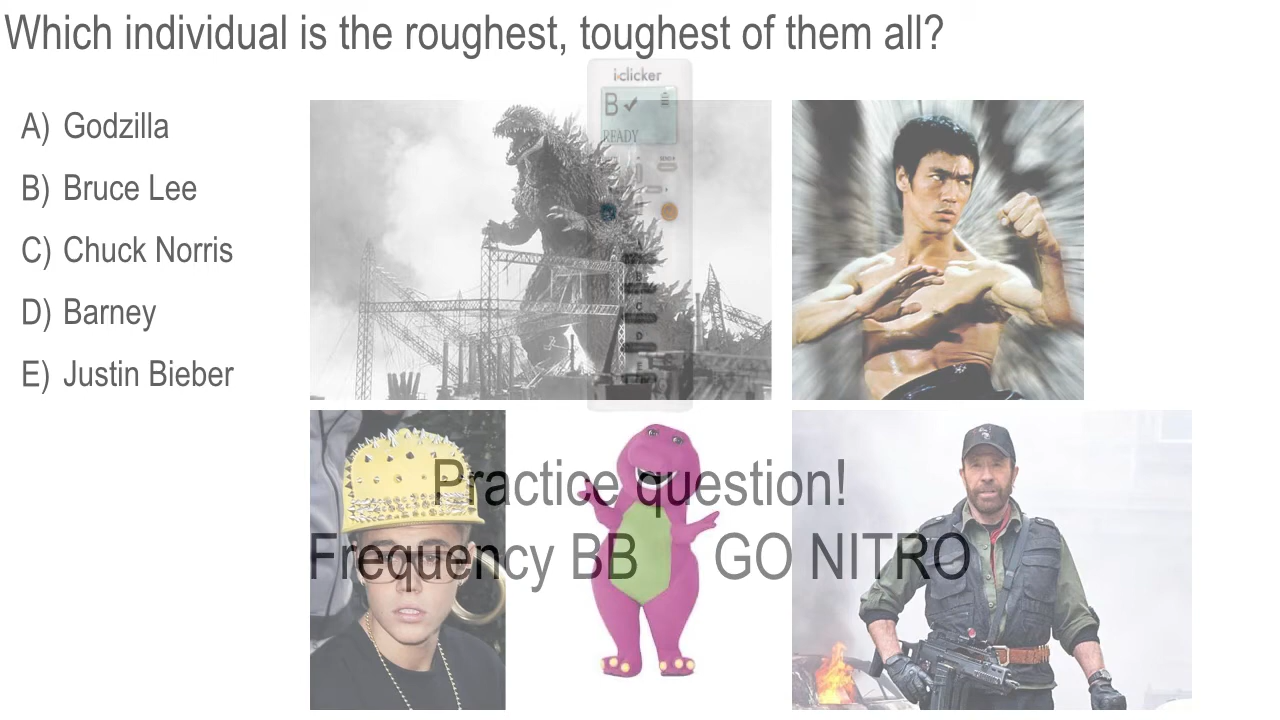 Which individual is the roughest, toughest of them all?
iclicker
B✓
READY
A) Godzilla
B) Bruce Lee
C) Chuck Norris
D) Barney
E) Justin Bieber
Practice question!
Frequency BB GO NITRO